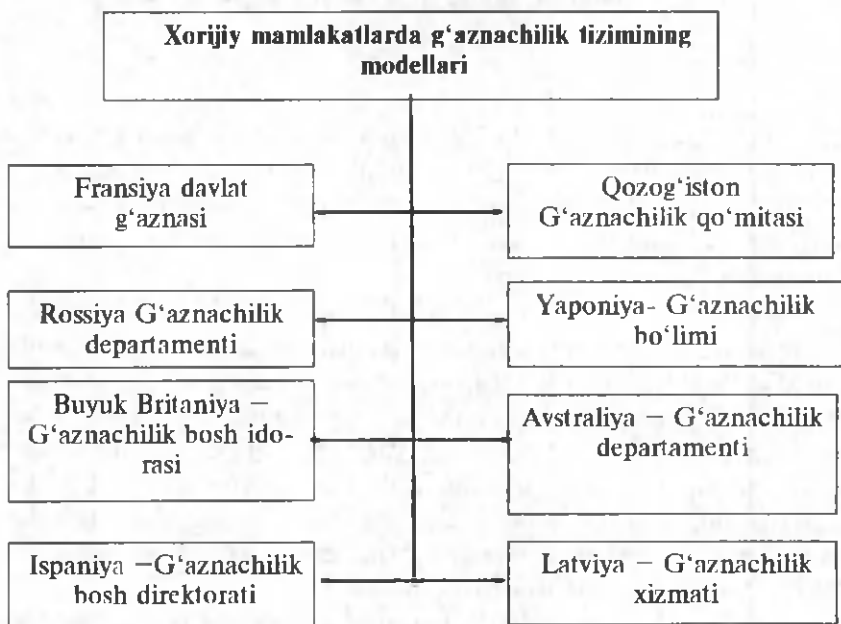 Xorijiy mamlakatlarda g‘aznachilik tizimining
modellari
Fransiya davlat
g‘aznasi
Qozog‘iston
G‘aznachilik qo‘mitasi
Rossiya G‘aznachilik
departamenti
Yaponiya- G‘aznachilik
bo‘limi
Buyuk Britaniya –
G‘aznachilik bosh ido-
rasi
Avstraliya – G‘aznachilik
departamenti
Ispaniya –G‘aznachilik
bosh direktorati
Latviya – G‘aznachilik
xizmati